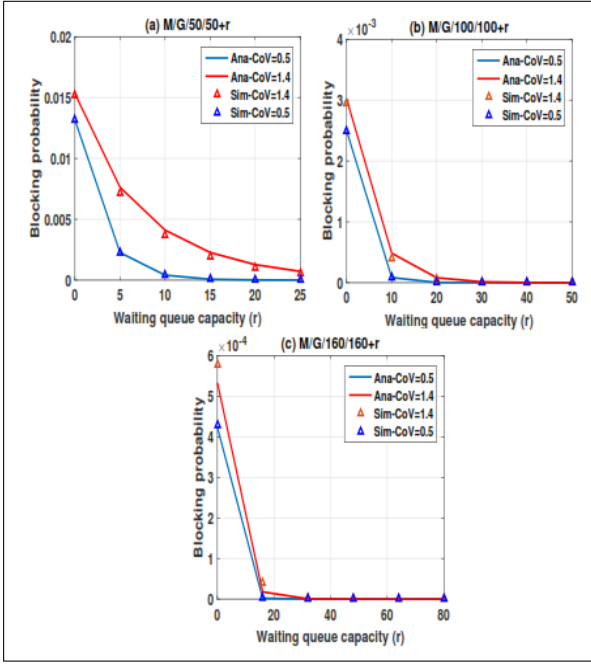 (a) M/G/50/50+r
0.02
0.015
0.01
0.005
0
Blocking probability
Ana-CoV=0.5
Ana-CoV=1.4
Sim-CoV=1.4
Sim-CoV=0.5
0 5 10 15 20 25
Waiting queue capacity (r)
×10⁻³ (b) M/G/100/100+r
4
3
2
1
0
Blocking probability
Ana-CoV=0.5
Ana-CoV=1.4
Sim-CoV=1.4
Sim-CoV=0.5
0 10 20 30 40 50
Waiting queue capacity (r)
×10⁻⁴ (c) M/G/160/160+r
6
5
4
3
2
1
0
Blocking probability
Ana-CoV=0.5
Ana-CoV=1.4
Sim-CoV=1.4
Sim-CoV=0.5
0 20 40 60 80
Waiting queue capacity (r)